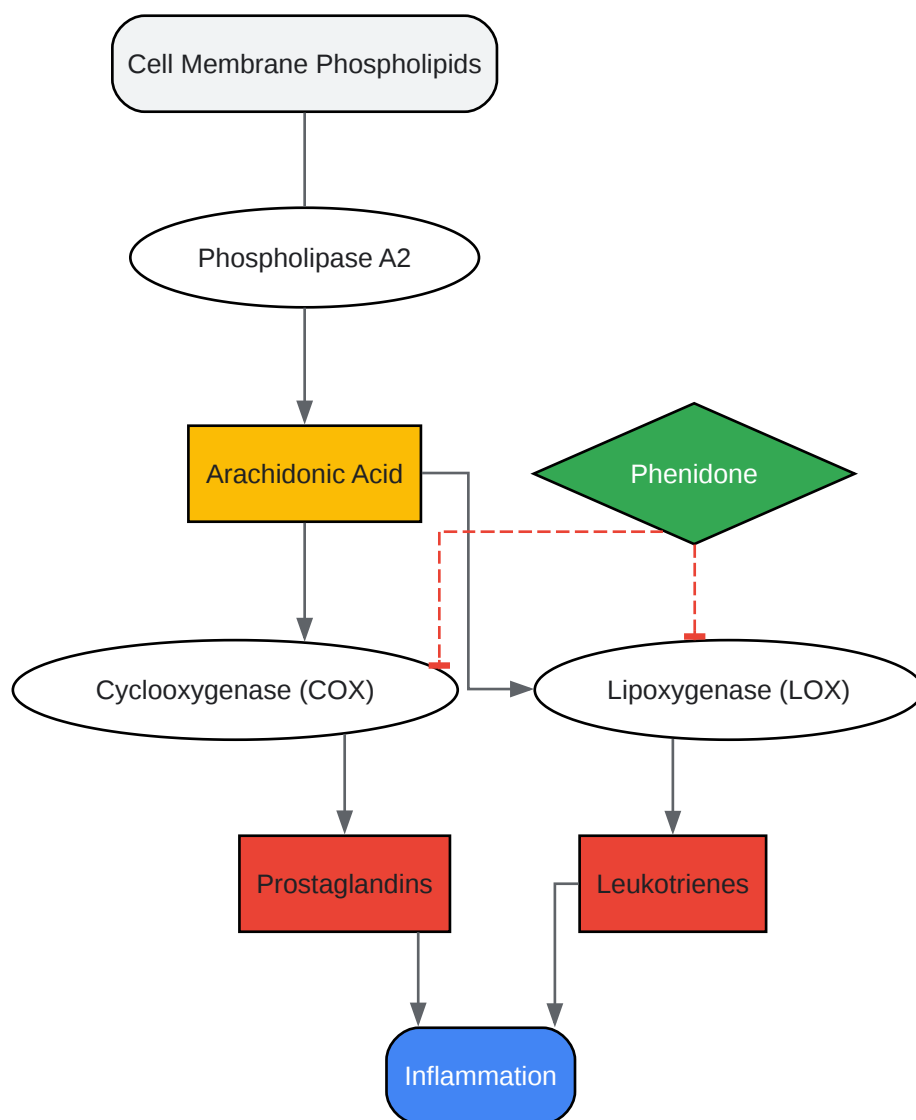 Cell Membrane Phospholipids
Phospholipase A2
Arachidonic Acid
Phenidone
Cyclooxygenase (COX)
Lipoxygenase (LOX)
Prostaglandins
Leukotrienes
Inflammation